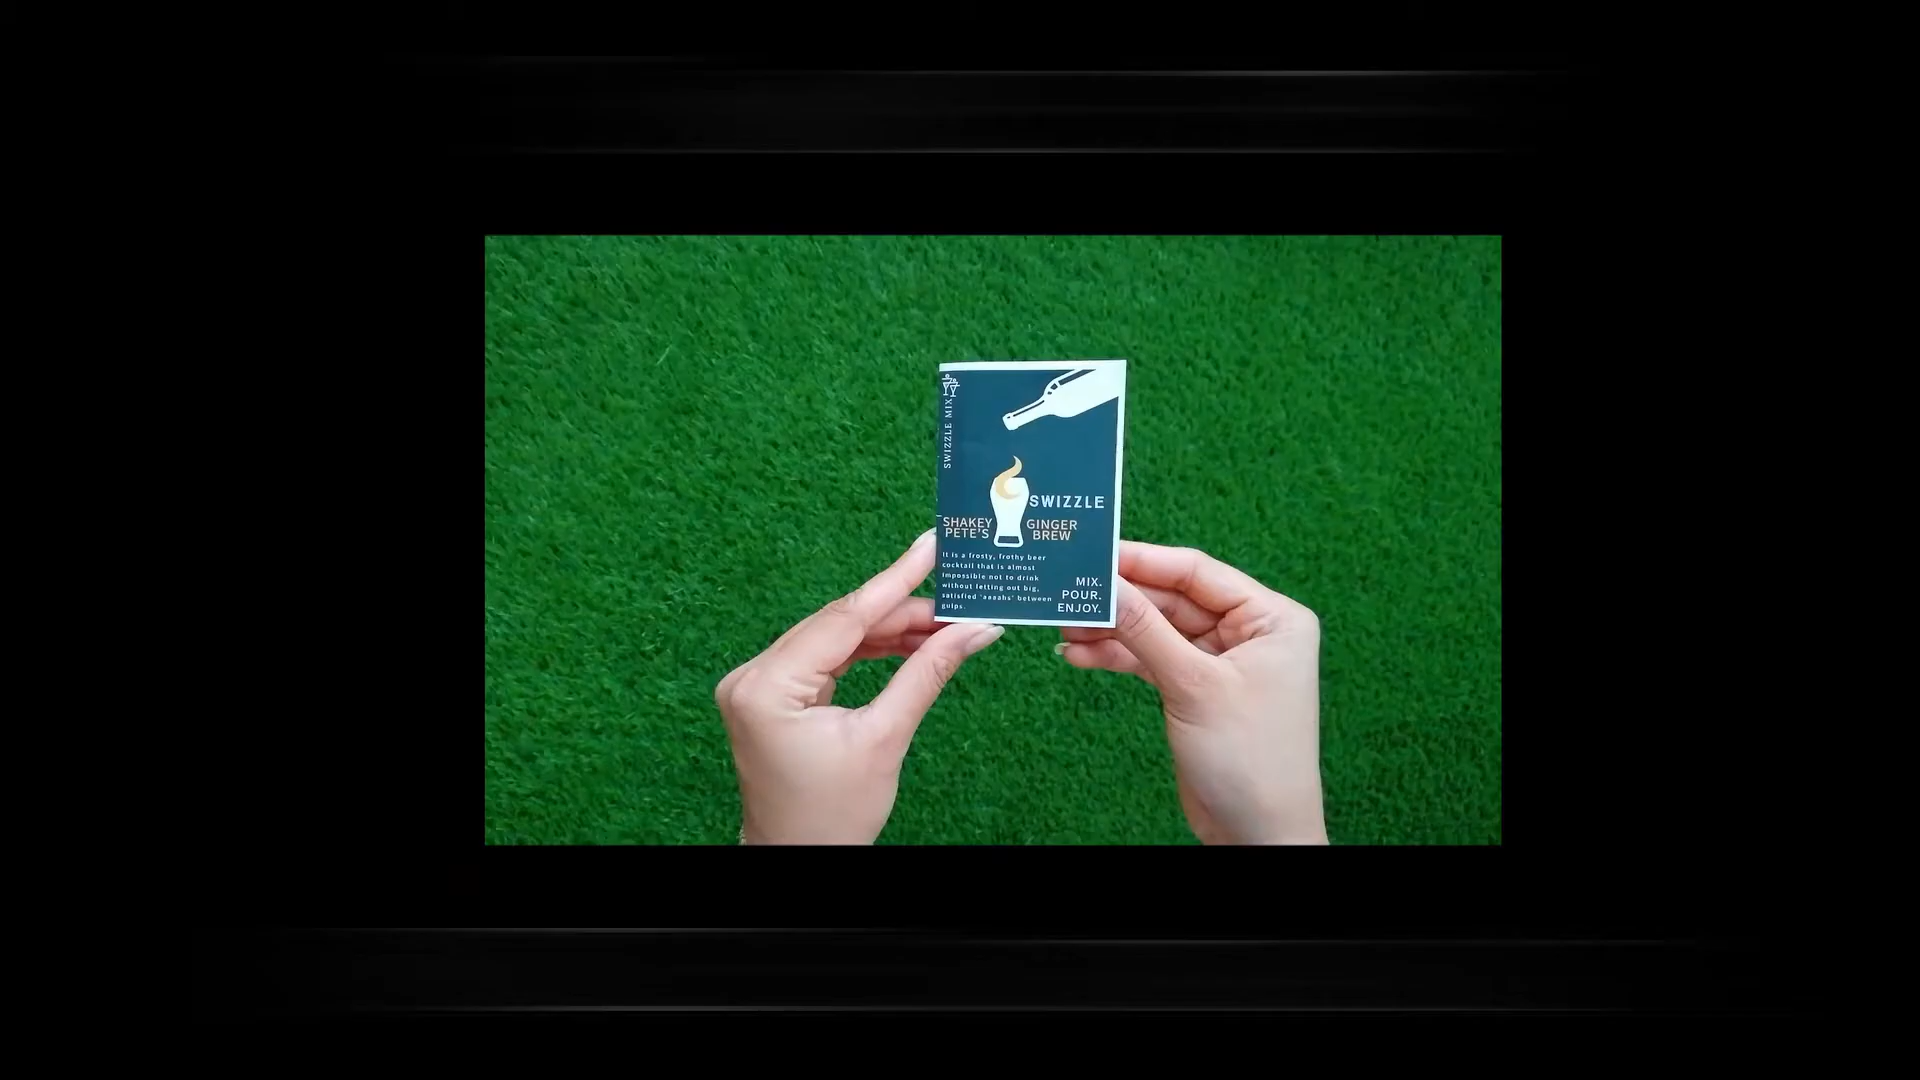 SWIZZLE MIX
SWIZZLE
SHAKEY
PETE'S
GINGER
BREW
It is a frosty, frothy beer
cocktail that is almost
impossible not to drink
without letting out big,
satisfied 'aaaahs' between
gulps.
MIX.
POUR.
ENJOY.